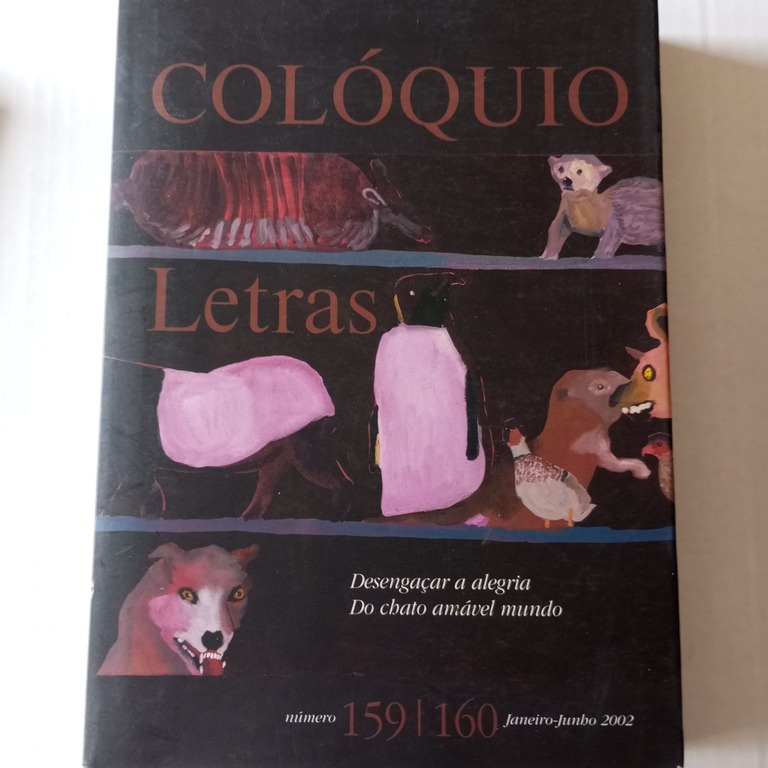 COLÓQUIO
Letras
Desengaçar a alegria
Do chato amável mundo
número 159 | 160 Janeiro-Junho 2002